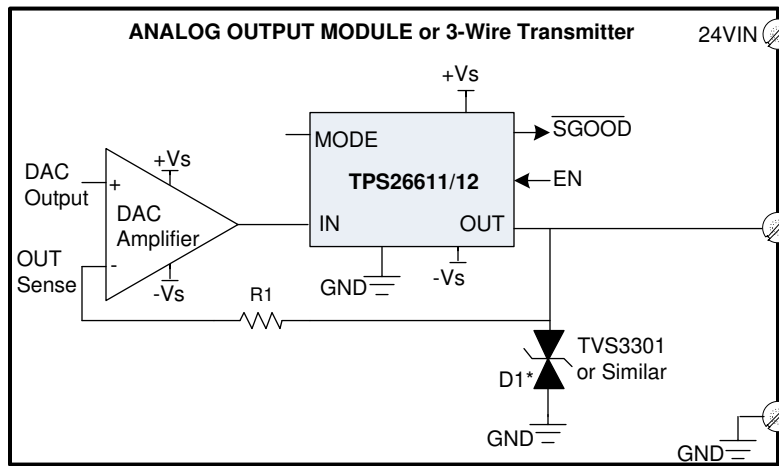 ANALOG OUTPUT MODULE or 3-Wire Transmitter
24VIN
+Vs
MODE
SGOOD
TPS26611/12
EN
+Vs
DAC
Output
+
DAC
Amplifier
IN
OUT
OUT
Sense
-
-Vs
GND
-Vs
R1
TVS3301
or Similar
D1*
GND
GND